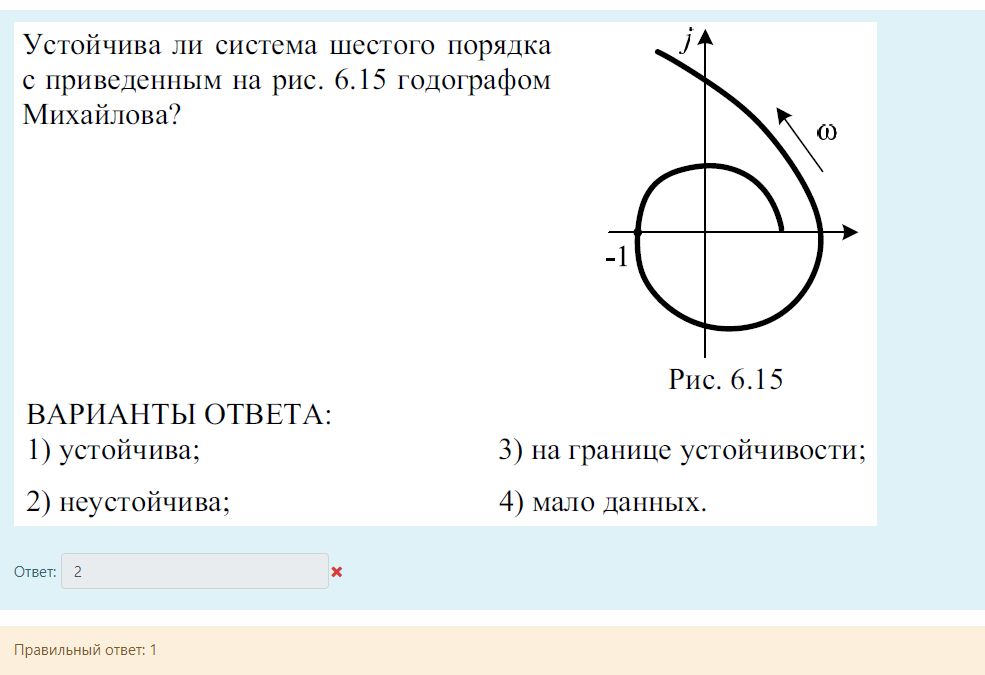 Устойчива ли система шестого порядка
с приведенным на рис. 6.15 годографом
Михайлова?
j
ω
-1
Рис. 6.15
ВАРИАНТЫ ОТВЕТА:
1) устойчива;
3) на границе устойчивости;
2) неустойчива;
4) мало данных.
Ответ: 2
Правильный ответ: 1